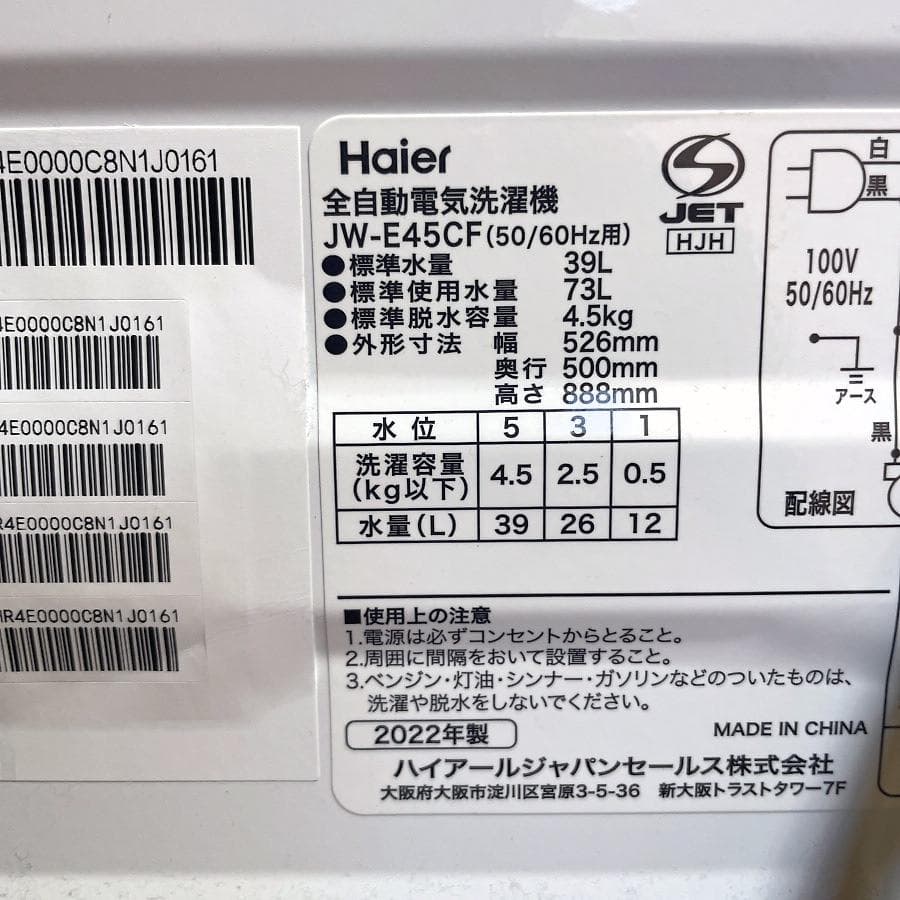 4E0000C8N1J0161
4E0000C8N1J0161
4E0000C8N1J0161
R4E0000C8N1J0161
HR4E0000C8N1J0161
Haier
全自動電気洗濯機
JW-E45CF(50/60Hz用)
●標準水量 39L
●標準使用水量 73L
●標準脱水容量 4.5kg
●外形寸法 幅 526mm
奥行 500mm
高さ 888mm
JET
HJH
水位 5 3 1
洗濯容量(kg以下) 4.5 2.5 0.5
水量(L) 39 26 12
白
黒
100V
50/60Hz
アース
黒
配線図
■使用上の注意
1.電源は必ずコンセントからとること。
2.周囲に間隔をおいて設置すること。
3.ベンジン・灯油・シンナー・ガソリンなどのついたものは、
洗濯や脱水をしないでください。
2022年製
MADE IN CHINA
ハイアールジャパンセールス株式会社
大阪府大阪市淀川区宮原3-5-36 新大阪トラストタワー7F